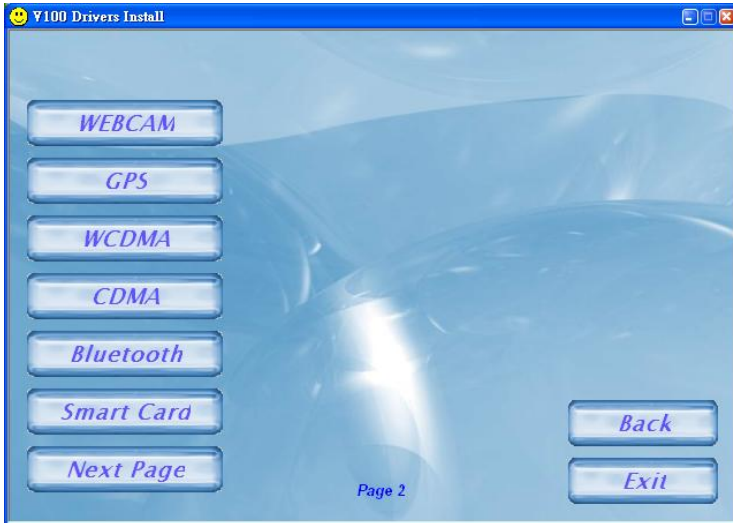 V100 Drivers Install
WEBCAM
GPS
WCDMA
CDMA
Bluetooth
Smart Card
Next Page
Page 2
Back
Exit